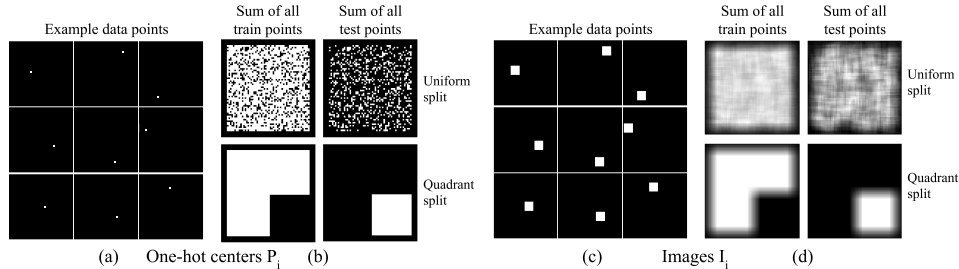 Example data points
Sum of all
train points
Sum of all
test points
Uniform
split
Quadrant
split
(a) One-hot centers P_i (b)
Example data points
Sum of all
train points
Sum of all
test points
Uniform
split
Quadrant
split
(c) Images I_i (d)